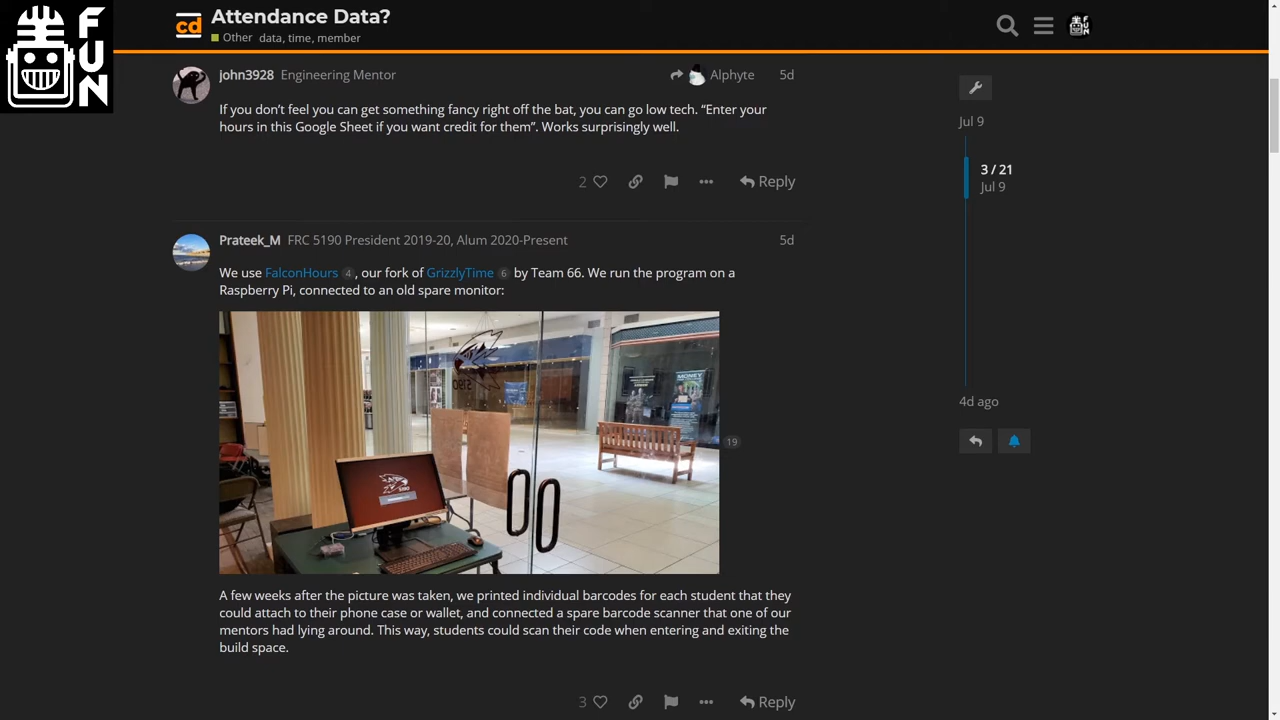 FUN
cd
Attendance Data?
Other data, time, member
john3928 Engineering Mentor
Alphyte 5d
If you don’t feel you can get something fancy right off the bat, you can go low tech. “Enter your
hours in this Google Sheet if you want credit for them”. Works surprisingly well.
2
Reply
Jul 9
3 / 21
Jul 9
Prateek_M FRC 5190 President 2019-20, Alum 2020-Present
5d
We use FalconHours 4 , our fork of GrizzlyTime 6 by Team 66. We run the program on a
Raspberry Pi, connected to an old spare monitor:
MONEY
19
4d ago
A few weeks after the picture was taken, we printed individual barcodes for each student that they
could attach to their phone case or wallet, and connected a spare barcode scanner that one of our
mentors had lying around. This way, students could scan their code when entering and exiting the
build space.
3
Reply